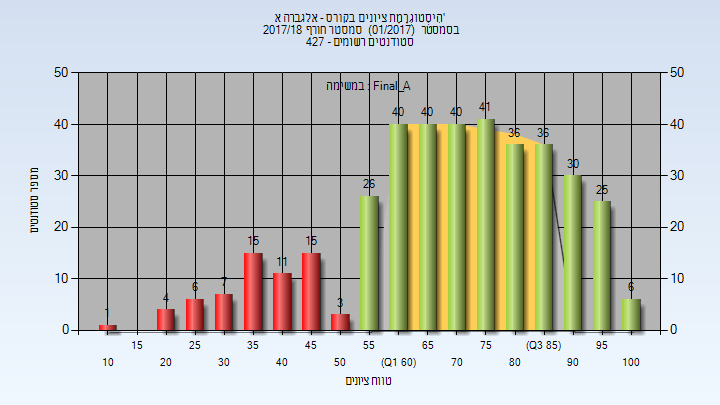 היסטוגרמת ציונים בקורס - אלגברה א'
בסמסטר (01/2017) סמסטר חורף 2017/18
סטודנטים רשומים - 427
במשימה : Final_A
50 50
40 40
30 30
20 20
10 10
0 0
מספר סטודנטים
1 4 6 7 15 11 15 3 26 40 40 40 41 36 36 30 25 6
15 25 35 45 55 65 75 (Q3 85) 95
10 20 30 40 50 (Q1 60) 70 80 90 100
טווח ציונים